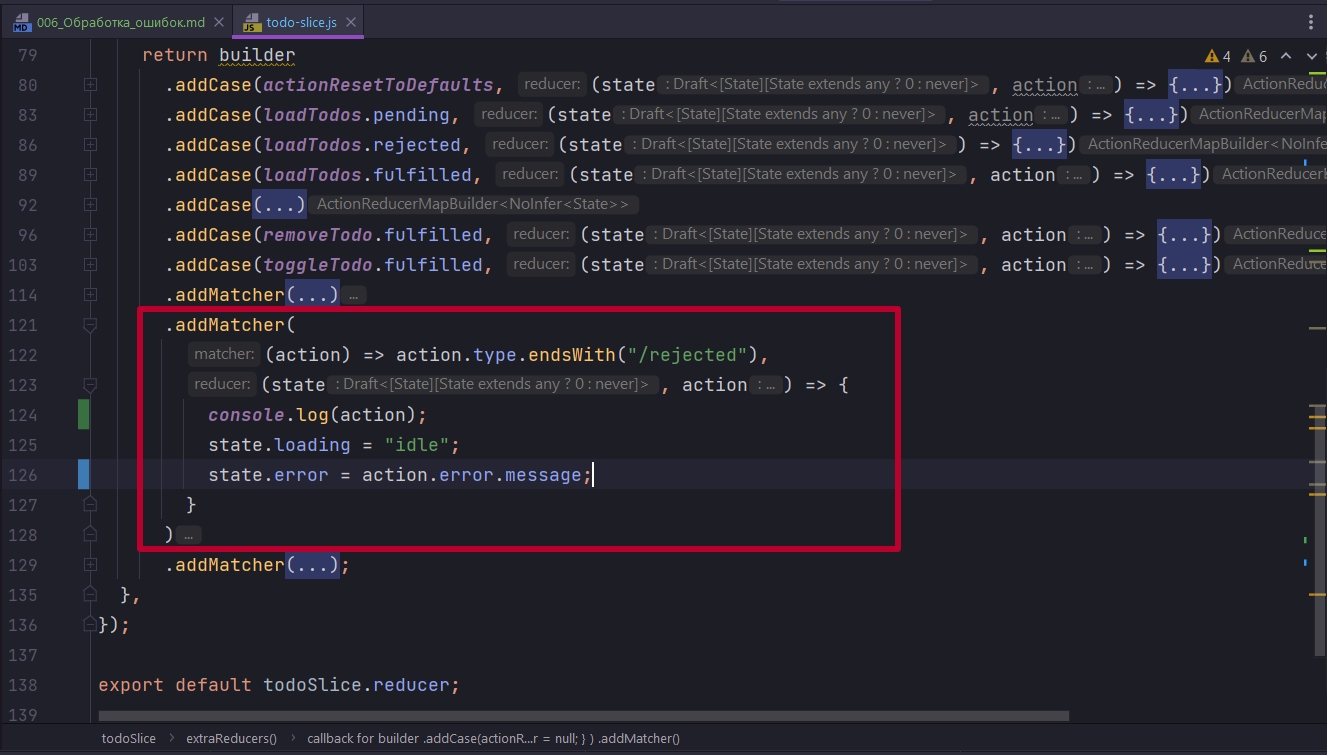 006_Обработка_ошибок.md todo-slice.js
79 return builder 4 6
80 .addCase(actionResetToDefaults, reducer: (state : Draft<[State][State extends any ? 0 : never]> , action : ... ) => {...}) ActionReduc
83 .addCase(loadTodos.pending, reducer: (state : Draft<[State][State extends any ? 0 : never]> , action : ... ) => {...}) ActionReducerMap
86 .addCase(loadTodos.rejected, reducer: (state : Draft<[State][State extends any ? 0 : never]> ) => {...}) ActionReducerMapBuilder<NoInfe
89 .addCase(loadTodos.fulfilled, reducer: (state : Draft<[State][State extends any ? 0 : never]> , action : ... ) => {...}) ActionReducer
92 .addCase(...) ActionReducerMapBuilder<NoInfer<State>>
96 .addCase(removeTodo.fulfilled, reducer: (state : Draft<[State][State extends any ? 0 : never]> , action : ... ) => {...}) ActionReduce
103 .addCase(toggleTodo.fulfilled, reducer: (state : Draft<[State][State extends any ? 0 : never]> , action : ... ) => {...}) ActionReduce
114 .addMatcher(...) ...
121 .addMatcher(
122 matcher: (action) => action.type.endsWith("/rejected"),
123 reducer: (state : Draft<[State][State extends any ? 0 : never]> , action : ... ) => {
124 console.log(action);
125 state.loading = "idle";
126 state.error = action.error.message;
127 }
128 ) ...
129 .addMatcher(...);
135 },
136 });
137
138 export default todoSlice.reducer;
139
todoSlice › extraReducers() › callback for builder .addCase(actionR...r = null; } ) .addMatcher()